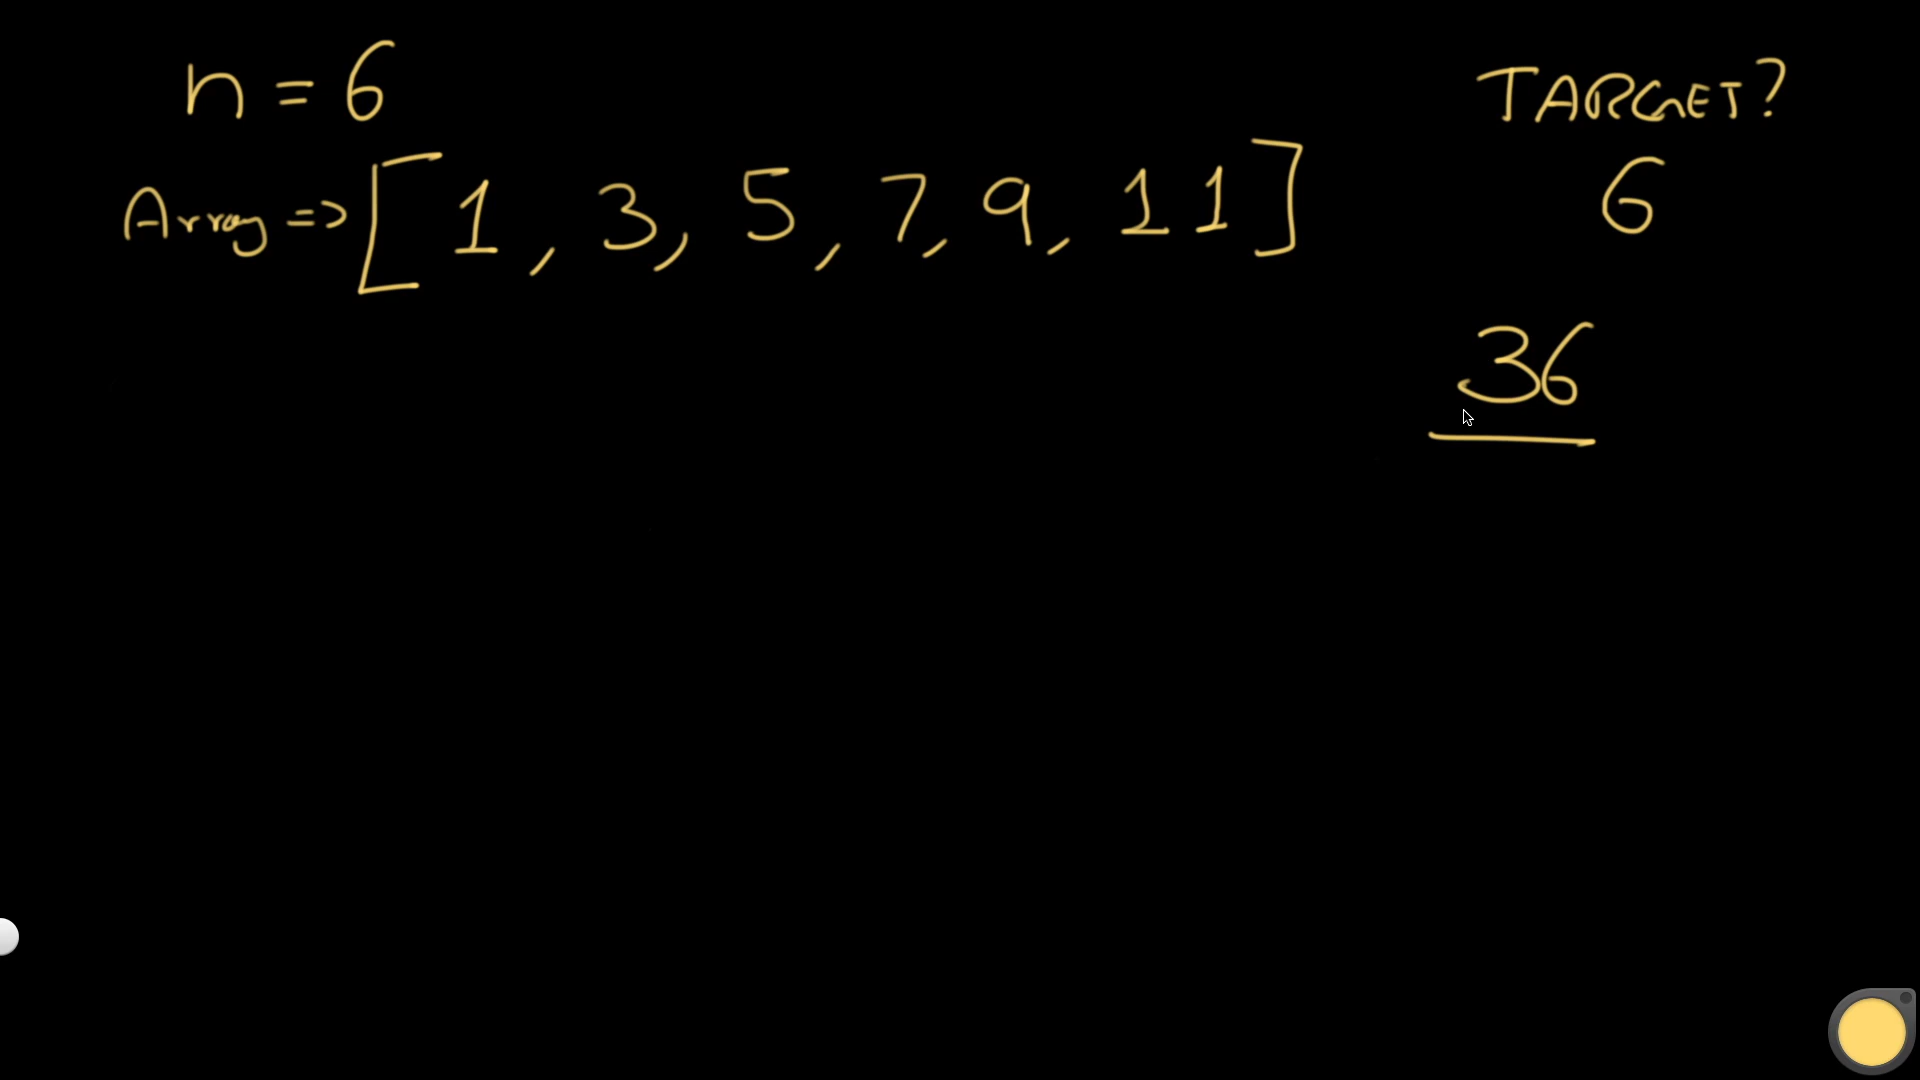 n = 6
TARGET?
Array => [1, 3, 5, 7, 9, 11]
6
36